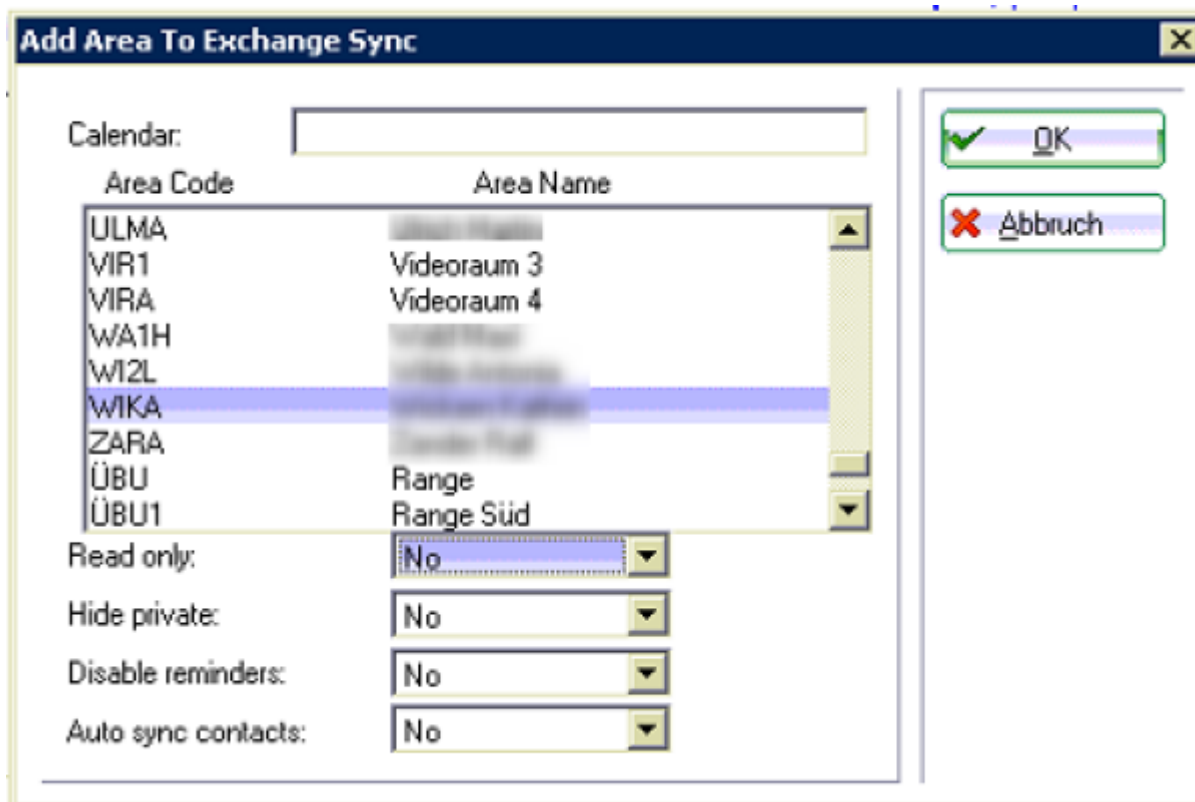 Add Area To Exchange Sync
Calendar:
Area Code Area Name
ULMA
VIR1 Videoraum 3
VIRA Videoraum 4
WA1H
WI2L
WIKA
ZARA
ÜBU Range
ÜBU1 Range Süd
Read only: No
Hide private: No
Disable reminders: No
Auto sync contacts: No
OK
Abbruch